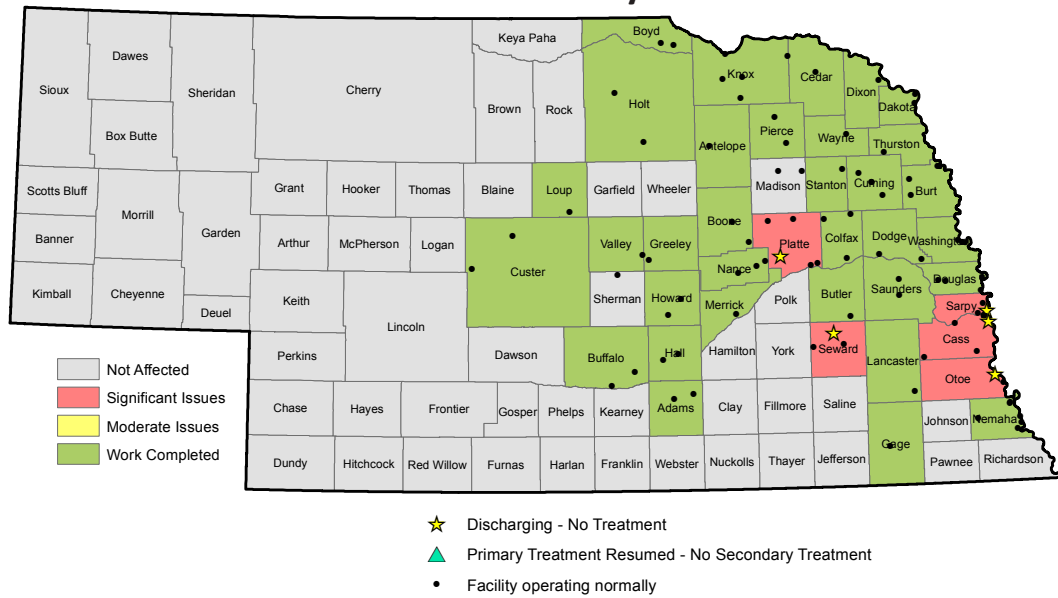 Keya Paha
Boyd
Dawes
Sioux
Sheridan
Cherry
Brown
Rock
Holt
Knox
Cedar
Dixon
Dakota
Box Butte
Antelope
Pierce
Wayne
Thurston
Scotts Bluff
Morrill
Grant
Hooker
Thomas
Blaine
Loup
Garfield
Wheeler
Madison
Stanton
Cuming
Burt
Banner
Garden
Arthur
McPherson
Logan
Custer
Valley
Greeley
Boone
Platte
Colfax
Dodge
Washington
Kimball
Cheyenne
Deuel
Keith
Lincoln
Sherman
Howard
Nance
Merrick
Polk
Butler
Saunders
Douglas
Sarpy
Perkins
Dawson
Buffalo
Hall
Hamilton
York
Seward
Lancaster
Cass
Otoe
Chase
Hayes
Frontier
Gosper
Phelps
Kearney
Adams
Clay
Fillmore
Saline
Johnson
Nemaha
Dundy
Hitchcock
Red Willow
Furnas
Harlan
Franklin
Webster
Nuckolls
Thayer
Jefferson
Gage
Pawnee
Richardson
Not Affected
Significant Issues
Moderate Issues
Work Completed
Discharging - No Treatment
Primary Treatment Resumed - No Secondary Treatment
Facility operating normally